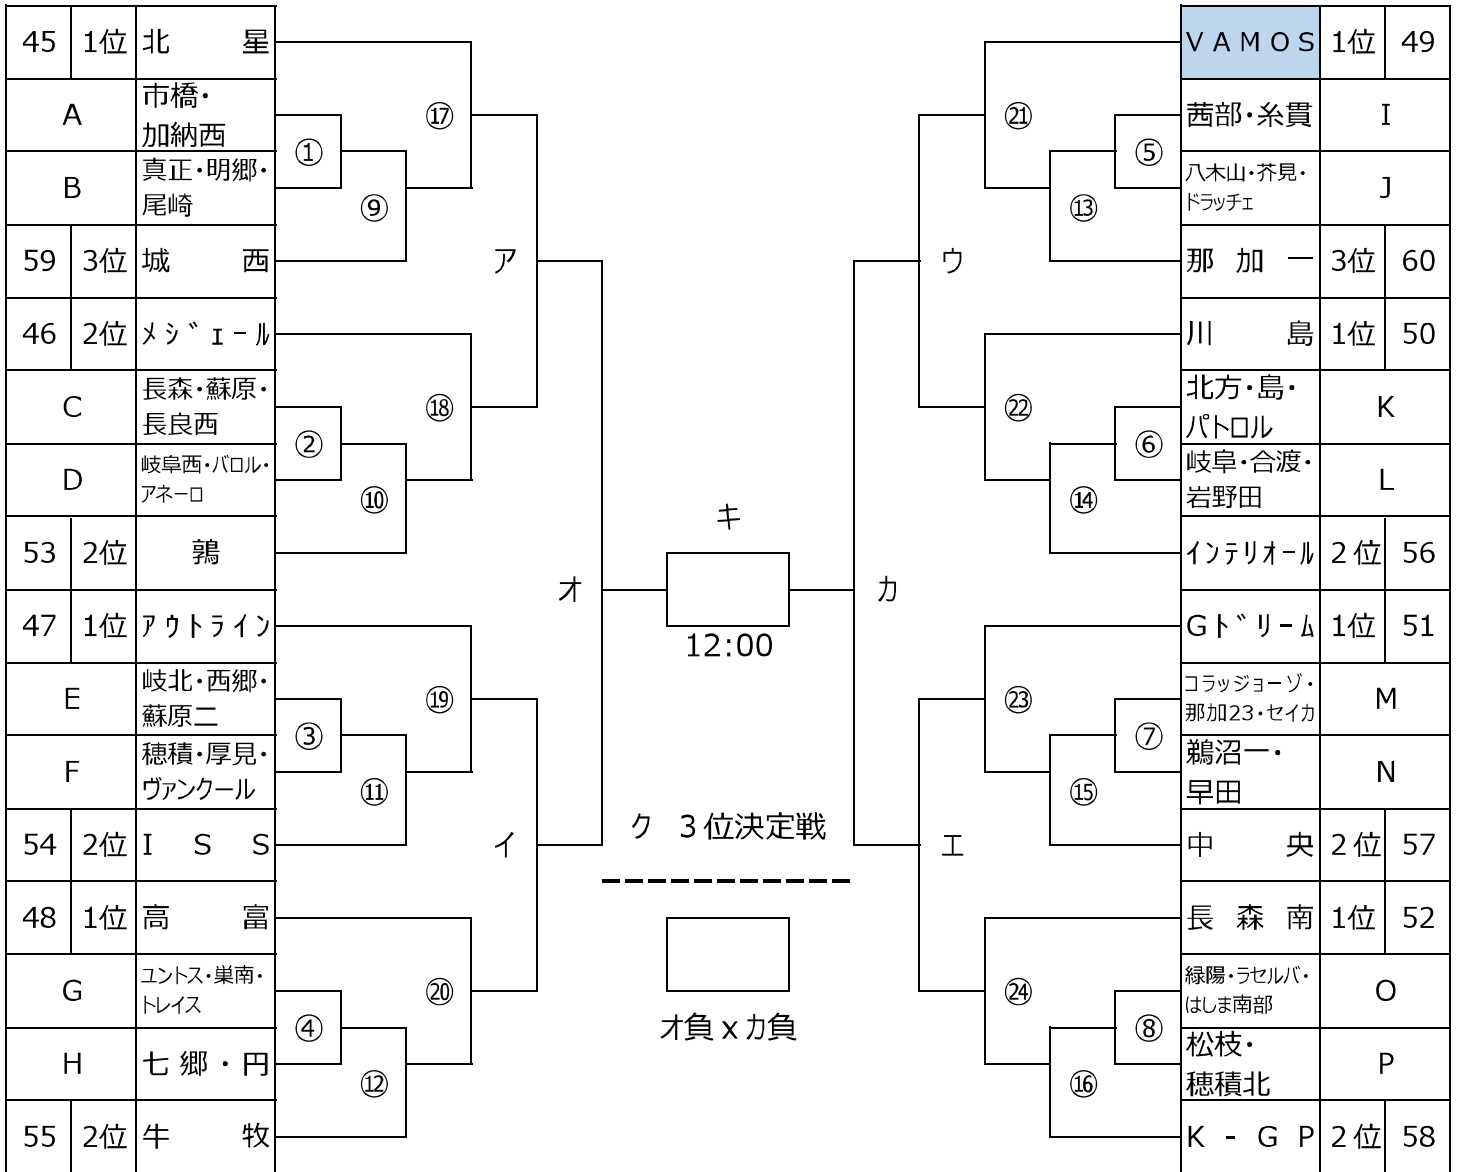 45 1位 北 星
A 市橋・
加納西
B 真正・明郷・
尾崎
59 3位 城 西
46 2位 ﾒｼﾞｪｰﾙ
C 長森・蘇原・
長良西
D 岐阜西・バロル・
アネーロ
53 2位 鶉
47 1位 ｱｳﾄﾗｲﾝ
E 岐北・西郷・
蘇原二
F 穂積・厚見・
ヴァンクール
54 2位 I S S
48 1位 高 富
G ユントス・巣南・
トレイス
H 七郷・円
55 2位 牛 牧
①
②
③
④
⑨
⑩
⑪
⑫
⑰
⑱
⑲
⑳
ア
イ
オ
キ
12:00
ク 3位決定戦
オ負 x カ負
カ
ウ
エ
㉑
㉒
㉓
㉔
⑬
⑭
⑮
⑯
⑤
⑥
⑦
⑧
VAMOS 1位 49
茜部・糸貫 I
八木山・芥見・
ドラッチェ J
那加一 3位 60
川 島 1位 50
北方・島・
パトロル K
岐阜・合渡・
岩野田 L
ｲﾝﾃﾘｵｰﾙ 2位 56
Gﾄﾞﾘｰﾑ 1位 51
コラッジョーゾ・
那加23・セイカ M
鵜沼一・
早田 N
中 央 2位 57
長森南 1位 52
緑陽・ラセルバ・
はしま南部 O
松枝・
穂積北 P
K-GP 2位 58